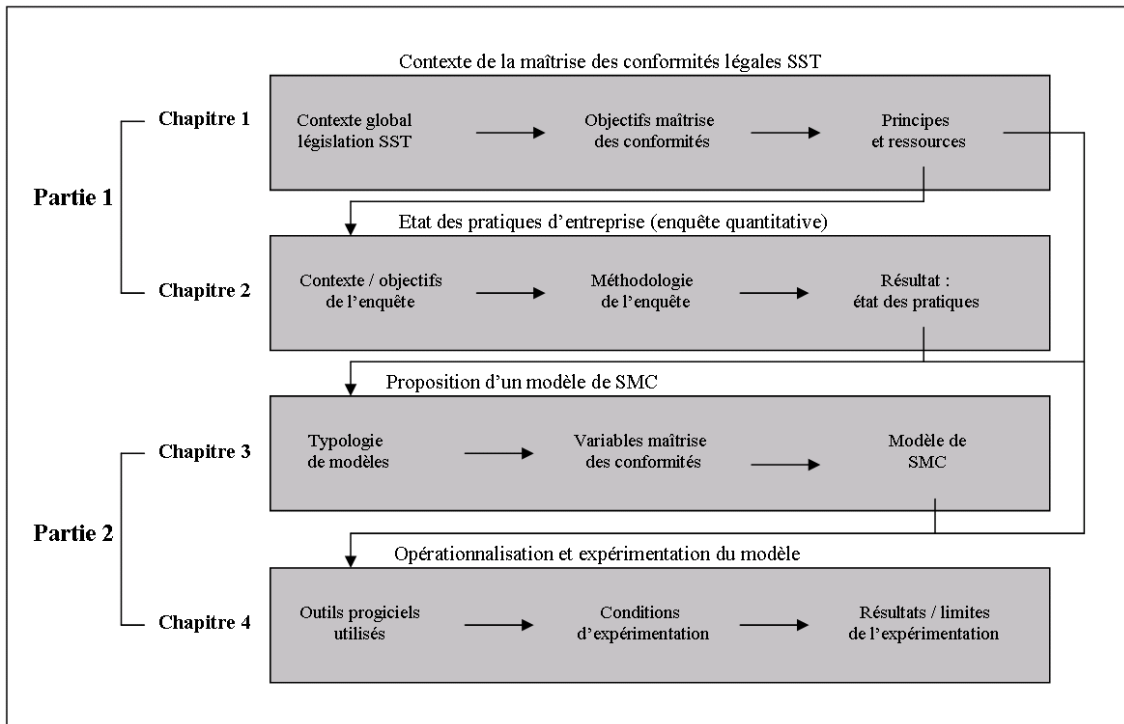 Contexte de la maîtrise des conformités légales SST
Chapitre 1
Contexte global
législation SST
Objectifs maîtrise
des conformités
Principes
et ressources
Partie 1
Etat des pratiques d’entreprise (enquête quantitative)
Chapitre 2
Contexte / objectifs
de l’enquête
Méthodologie
de l’enquête
Résultat :
état des pratiques
Proposition d’un modèle de SMC
Chapitre 3
Typologie
de modèles
Variables maîtrise
des conformités
Modèle de
SMC
Partie 2
Opérationnalisation et expérimentation du modèle
Chapitre 4
Outils progiciels
utilisés
Conditions
d’expérimentation
Résultats / limites
de l’expérimentation